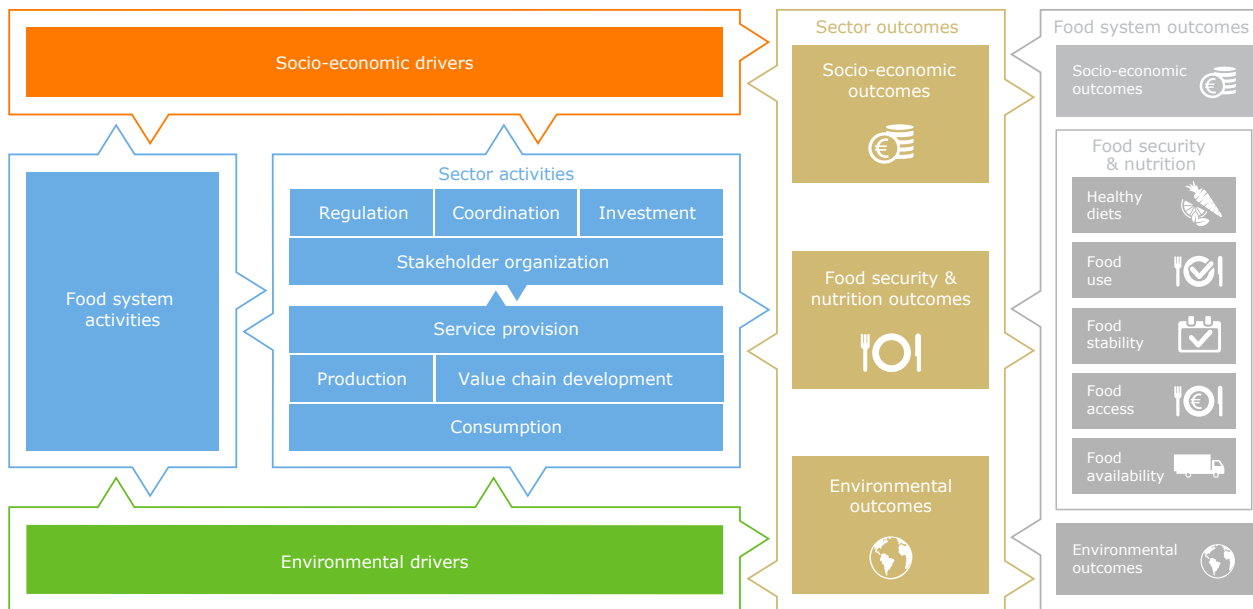 Socio-economic drivers
Food system
activities
Sector activities
Regulation
Coordination
Investment
Stakeholder organization
Service provision
Production
Value chain development
Consumption
Environmental drivers
Sector outcomes
Socio-economic
outcomes
€
Food security &
nutrition outcomes
Environmental
outcomes
Food system outcomes
Socio-economic
outcomes
€
Food security
& nutrition
Healthy
diets
Food
use
Food
stability
Food
access
€
Food
availability
Environmental
outcomes